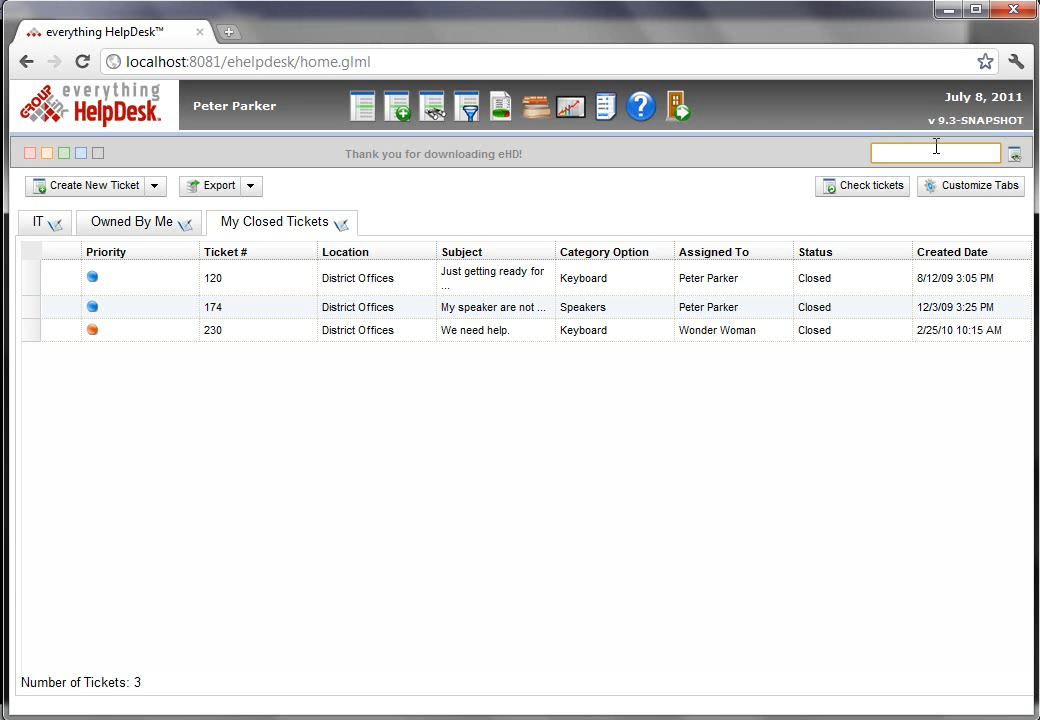 everything HelpDesk™
localhost:8081/ehelpdesk/home.glml
GROUP
everything
HelpDesk.
Peter Parker
July 8, 2011
v 9.3-SNAPSHOT
Thank you for downloading eHD!
Create New Ticket
Export
Check tickets
Customize Tabs
IT
Owned By Me
My Closed Tickets
Priority Ticket # Location Subject Category Option Assigned To Status Created Date
120 District Offices Just getting ready for ... Keyboard Peter Parker Closed 8/12/09 3:05 PM
174 District Offices My speaker are not ... Speakers Peter Parker Closed 12/3/09 3:25 PM
230 District Offices We need help. Keyboard Wonder Woman Closed 2/25/10 10:15 AM
Number of Tickets: 3